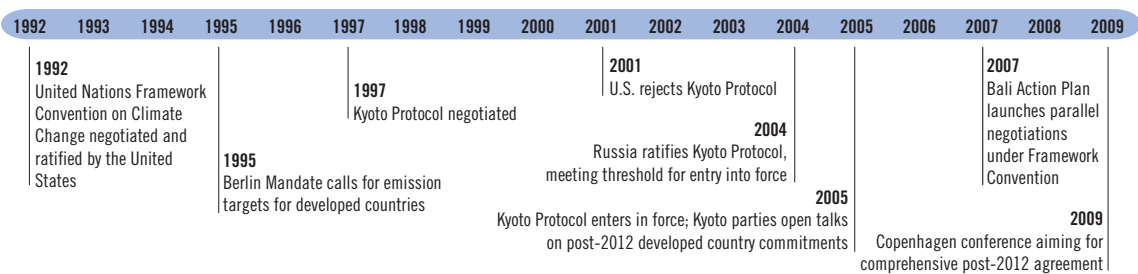 1992 1993 1994 1995 1996 1997 1998 1999 2000 2001 2002 2003 2004 2005 2006 2007 2008 2009
1992
United Nations Framework
Convention on Climate
Change negotiated and
ratified by the United
States
1995
Berlin Mandate calls for emission
targets for developed countries
1997
Kyoto Protocol negotiated
2001
U.S. rejects Kyoto Protocol
2004
Russia ratifies Kyoto Protocol,
meeting threshold for entry into force
2005
Kyoto Protocol enters in force; Kyoto parties open talks
on post-2012 developed country commitments
2007
Bali Action Plan
launches parallel
negotiations
under Framework
Convention
2009
Copenhagen conference aiming for
comprehensive post-2012 agreement